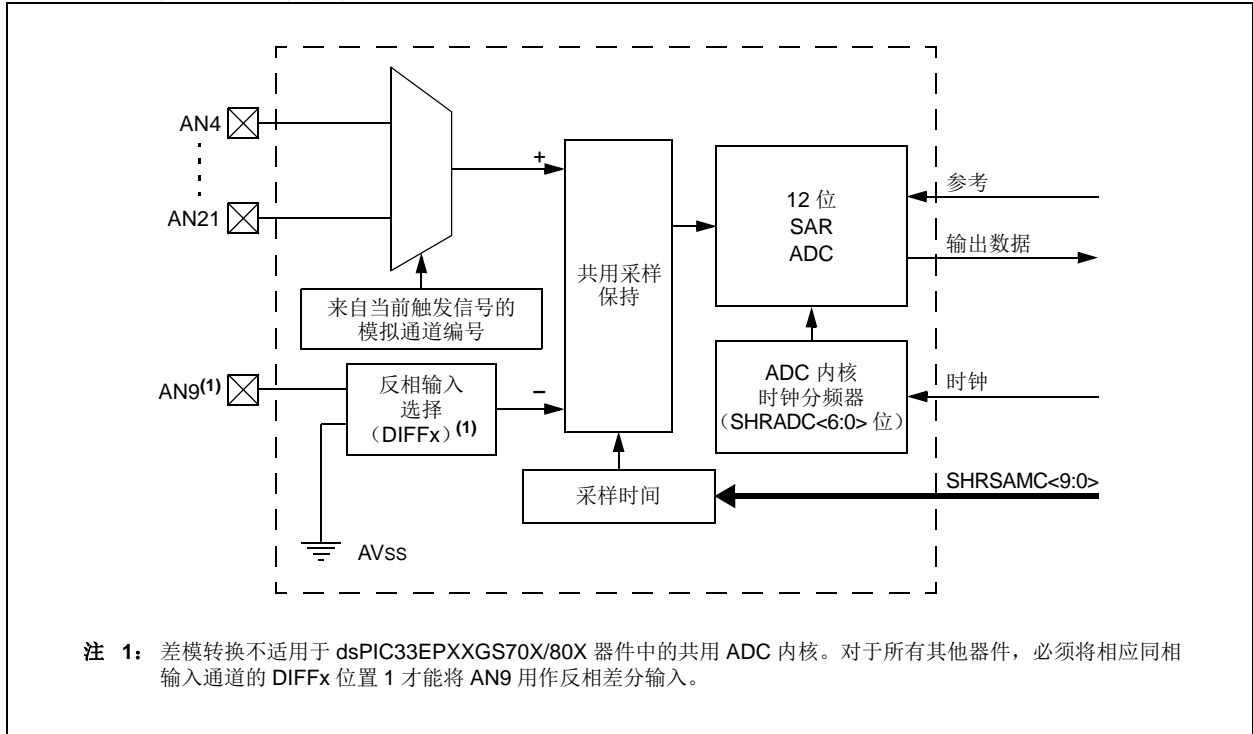 AN4
AN21
+
12 位
SAR
ADC
参考
输出数据
共用采样
保持
来自当前触发信号的
模拟通道编号
AN9(1)
反相输入
选择
（DIFFx）(1)
–
ADC 内核
时钟分频器
（SHRADC<6:0> 位）
时钟
采样时间
SHRSAMC<9:0>
AVSS
注 1： 差模转换不适用于 dsPIC33EPXXGS70X/80X 器件中的共用 ADC 内核。对于所有其他器件，必须将相应同相
输入通道的 DIFFx 位置 1 才能将 AN9 用作反相差分输入。